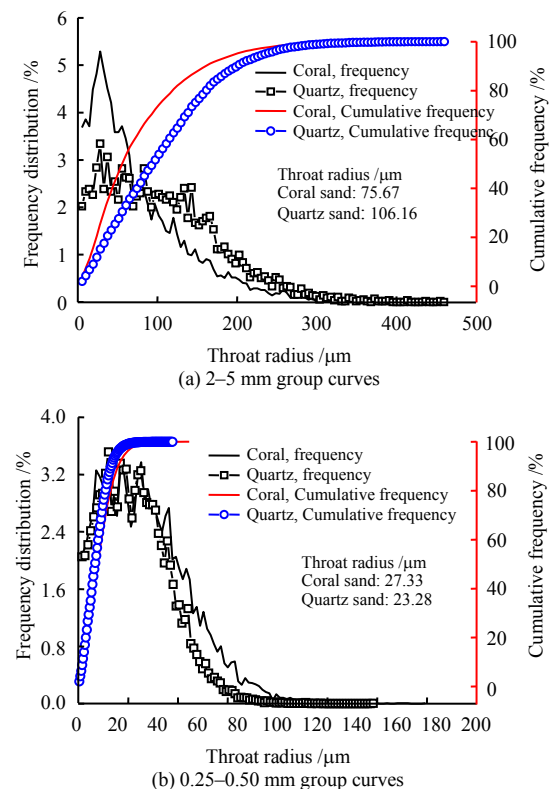 6
5
4
3
2
1
0
Frequency distribution /%
100
80
60
40
20
0
Cumulative frequency /%
Coral, frequency
Quartz, frequency
Coral, Cumulative frequency
Quartz, Cumulative frequenc
Throat radius /μm
Coral sand: 75.67
Quartz sand: 106.16
0 100 200 300 400 500
Throat radius /μm
(a) 2–5 mm group curves
4.0
3.2
2.4
1.6
0.8
0.0
Frequency distribution /%
100
80
60
40
20
0
Cumulative frequency /%
Coral, frequency
Quartz, frequency
Coral, Cumulative frequency
Quartz, Cumulative frequency
Throat radius /μm
Coral sand: 27.33
Quartz sand: 23.28
0 20 40 60 80 100 120 140 160 180 200
Throat radius /μm
(b) 0.25–0.50 mm group curves